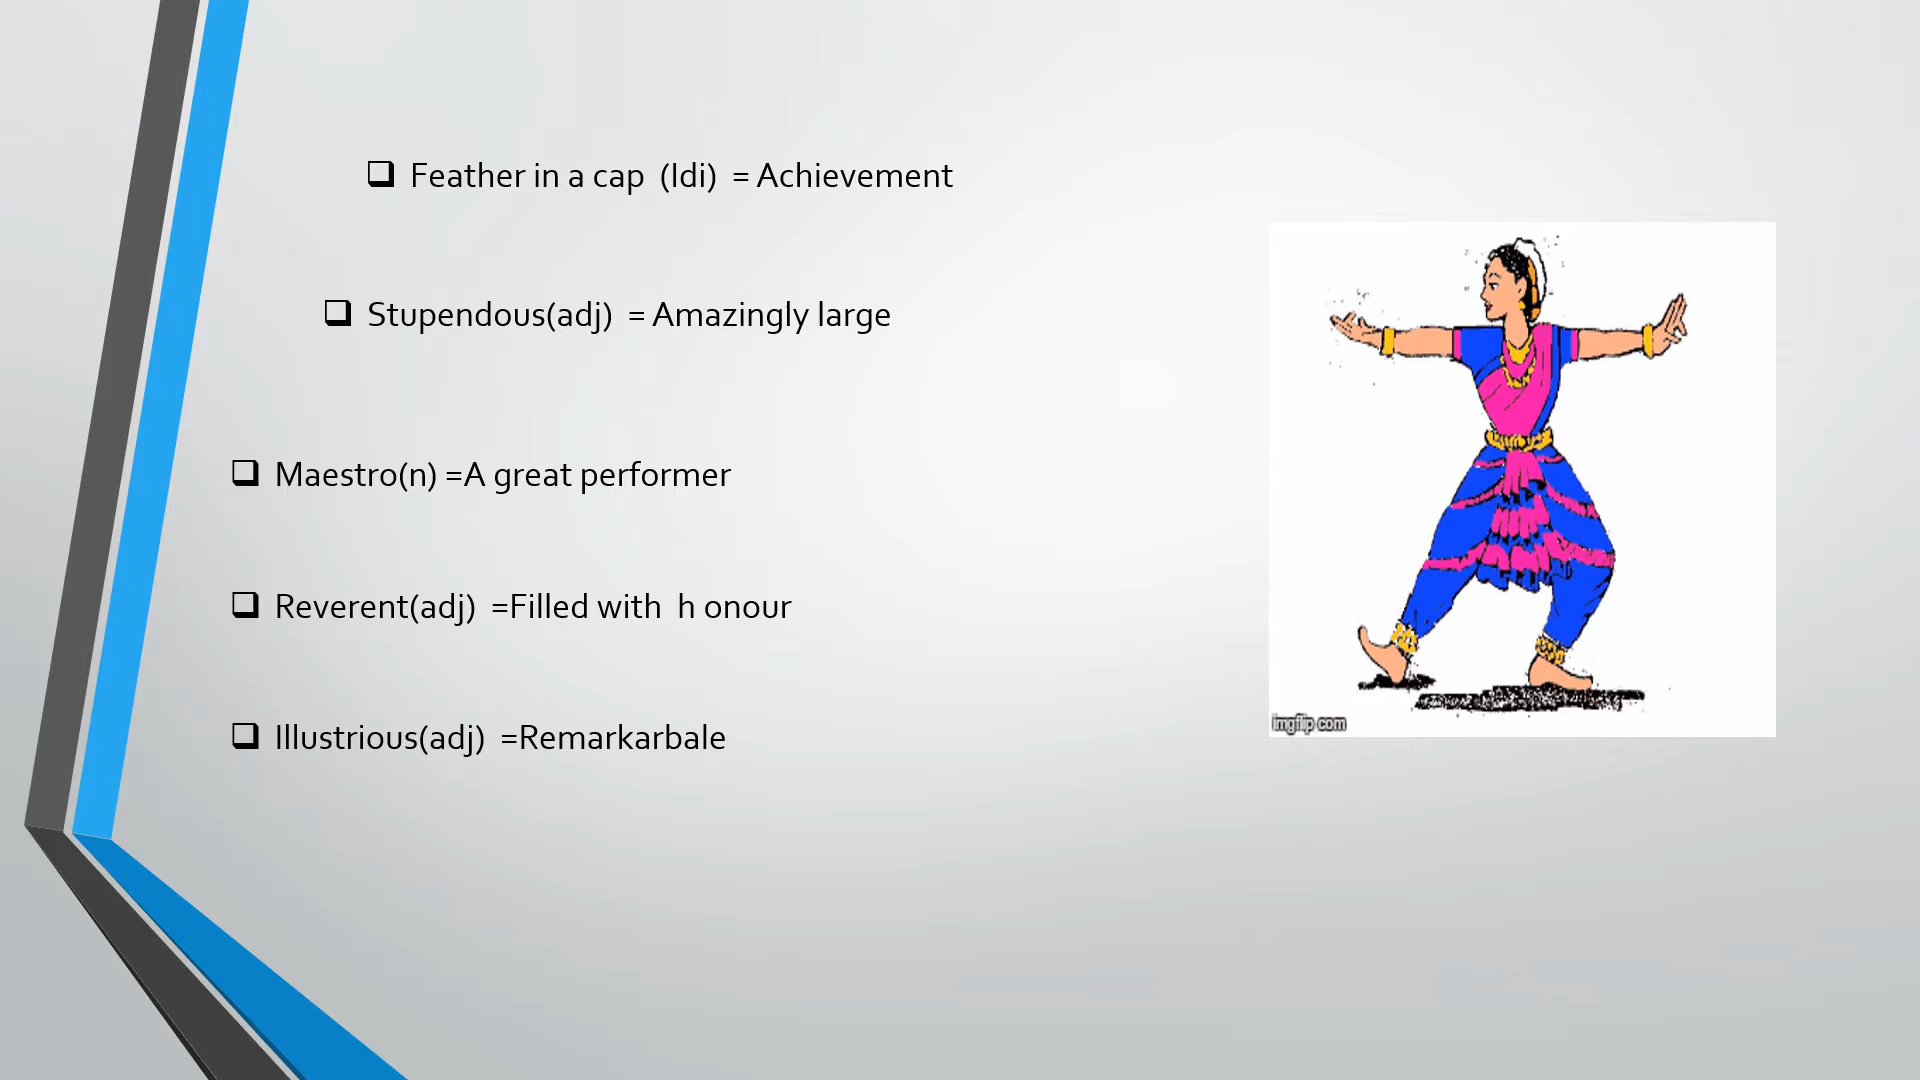 Feather in a cap (Idi) = Achievement
Stupendous(adj) = Amazingly large
Maestro(n) =A great performer
Reverent(adj) =Filled with h onour
Illustrious(adj) =Remarkarbale
imgflip.com